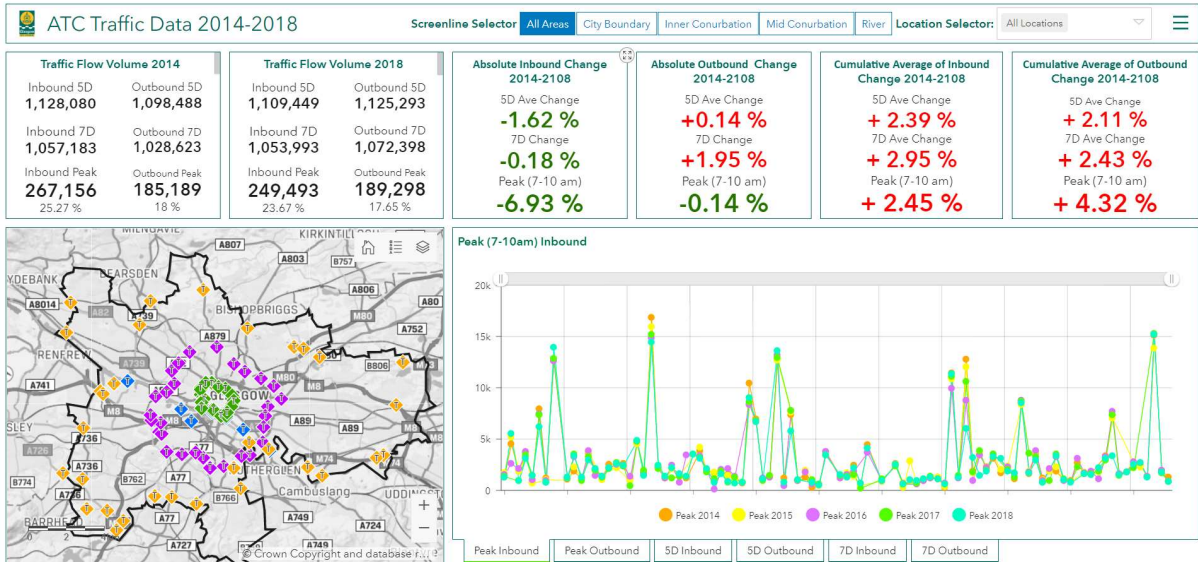 ATC Traffic Data 2014-2018
Screenline Selector
All Areas
City Boundary
Inner Conurbation
Mid Conurbation
River
Location Selector:
All Locations
Traffic Flow Volume 2014
Inbound 5D
Outbound 5D
1,128,080
1,098,488
Inbound 7D
Outbound 7D
1,057,183
1,028,623
Inbound Peak
Outbound Peak
267,156
185,189
25.27 %
18 %
Traffic Flow Volume 2018
Inbound 5D
Outbound 5D
1,109,449
1,125,293
Inbound 7D
Outbound 7D
1,053,993
1,072,398
Inbound Peak
Outbound Peak
249,493
189,298
23.67 %
17.65 %
Absolute Inbound Change
2014-2108
5D Ave Change
-1.62 %
7D Change
-0.18 %
Peak (7-10 am)
-6.93 %
Absolute Outbound Change
2014-2108
5D Ave Change
+0.14 %
7D Change
+1.95 %
Peak (7-10 am)
-0.14 %
Cumulative Average of Inbound
Change 2014-2108
5D Ave Change
+ 2.39 %
7D Ave Change
+ 2.95 %
Peak (7-10 am)
+ 2.45 %
Cumulative Average of Outbound
Change 2014-2108
5D Ave Change
+ 2.11 %
7D Ave Change
+ 2.43 %
Peak (7-10 am)
+ 4.32 %
A807
A803
B757
A806
A8014
A82
A80
BISHOPBRIGGS
M80
A752
A879
RENFREW
A739
B806
A741
M80
M8
M8
M8
A89
A89
A726
A736
A77
M74
A736
B774
B762
A77
B766
Cambuslang
A749
A77
A724
A727
A749
0
2
+
−
© Crown Copyright and database r...
Peak (7-10am) Inbound
20k
15k
10k
5k
0
Peak 2014
Peak 2015
Peak 2016
Peak 2017
Peak 2018
Peak Inbound
Peak Outbound
5D Inbound
5D Outbound
7D Inbound
7D Outbound